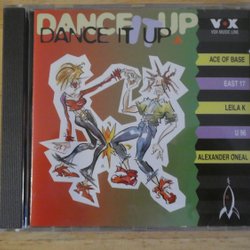 DANCE IT UP
DANCE IT UP
VOX
VOX MUSIC LINE
ACE OF BASE
EAST 17
LEILA K
U 96
ALEXANDER ONEAL